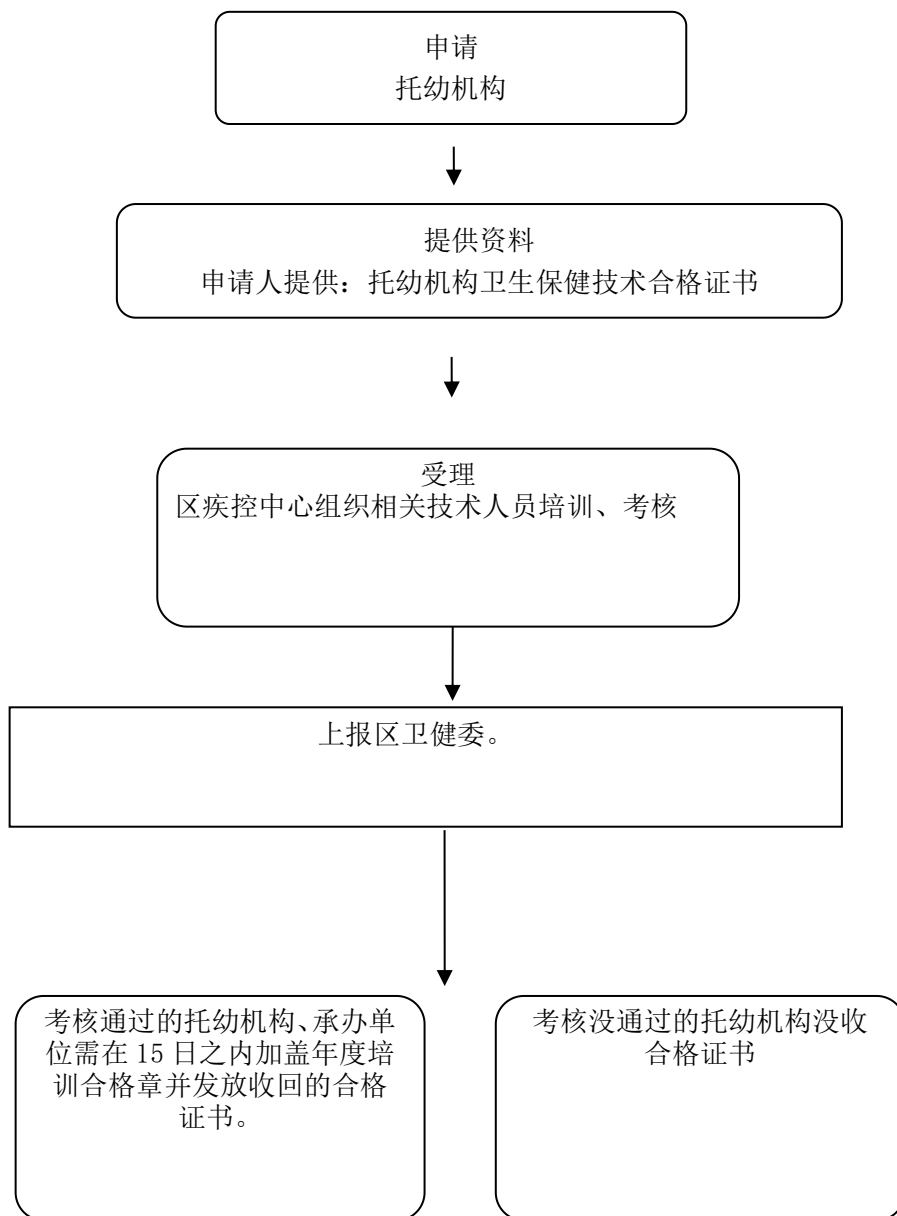 申请
托幼机构
提供资料
申请人提供：托幼机构卫生保健技术合格证书
受理
区疾控中心组织相关技术人员培训、考核
上报区卫健委。
考核通过的托幼机构、承办单
位需在 15 日之内加盖年度培
训合格章并发放收回的合格
证书。
考核没通过的托幼机构没收
合格证书